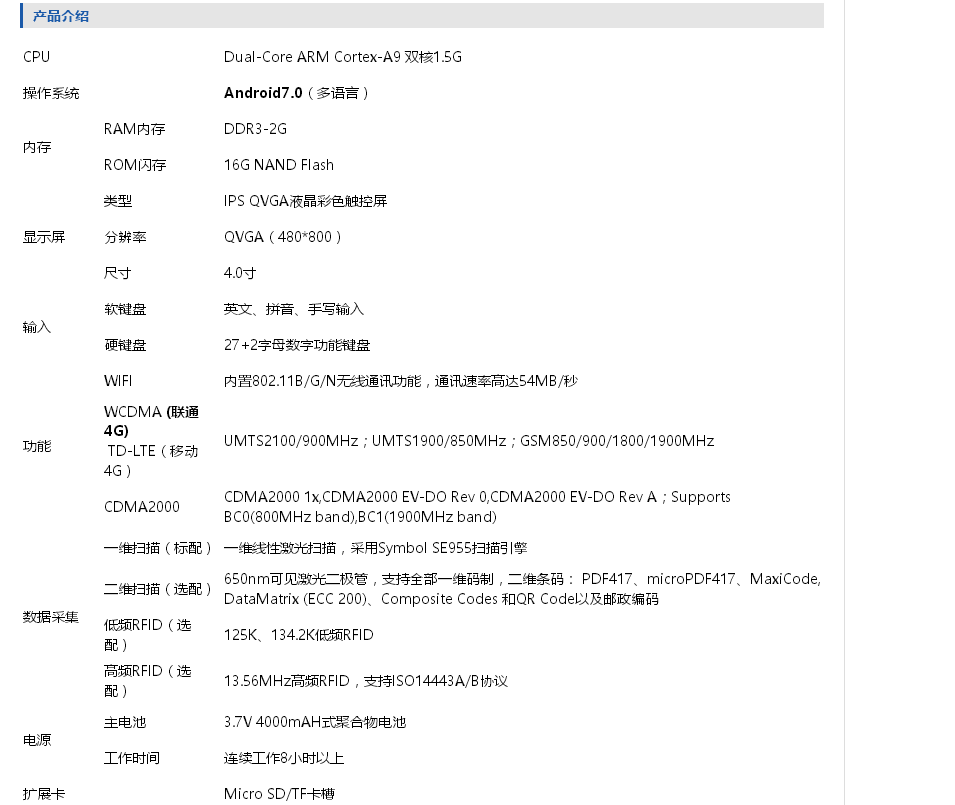 产品介绍
CPU Dual-Core ARM Cortex-A9 双核1.5G
操作系统 Android7.0（多语言）
内存
RAM内存 DDR3-2G
ROM闪存 16G NAND Flash
显示屏
类型 IPS QVGA液晶彩色触控屏
分辨率 QVGA（480*800）
尺寸 4.0寸
输入
软键盘 英文、拼音、手写输入
硬键盘 27+2字母数字功能键盘
功能
WIFI 内置802.11B/G/N无线通讯功能，通讯速率高达54MB/秒
WCDMA (联通
4G)
TD-LTE（移动
4G）
UMTS2100/900MHz；UMTS1900/850MHz；GSM850/900/1800/1900MHz
CDMA2000
CDMA2000 1x,CDMA2000 EV-DO Rev 0,CDMA2000 EV-DO Rev A；Supports
BC0(800MHz band),BC1(1900MHz band)
数据采集
一维扫描（标配） 一维线性激光扫描，采用Symbol SE955扫描引擎
二维扫描（选配）
650nm可见激光二极管，支持全部一维码制，二维条码： PDF417、microPDF417、MaxiCode,
DataMatrix (ECC 200)、Composite Codes 和QR Code以及邮政编码
低频RFID（选
配）
125K、134.2K低频RFID
高频RFID（选
配）
13.56MHz高频RFID，支持ISO14443A/B协议
电源
主电池 3.7V 4000mAH式聚合物电池
工作时间 连续工作8小时以上
扩展卡 Micro SD/TF卡槽